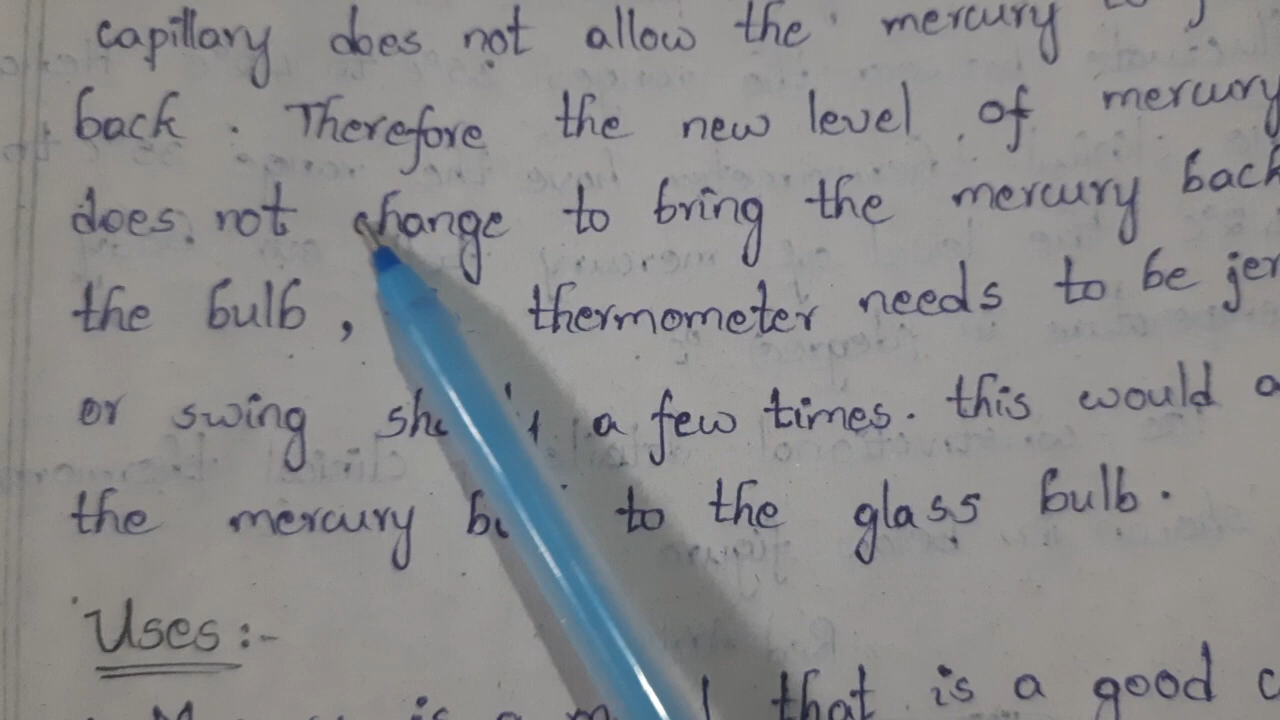 capillary does not allow the mercury to
back. Therefore the new level of mercury
does not change to bring the mercury back
the bulb, thermometer needs to be
or swing a few times. this would
the mercury to the glass bulb.
Uses:-
is a that is a good